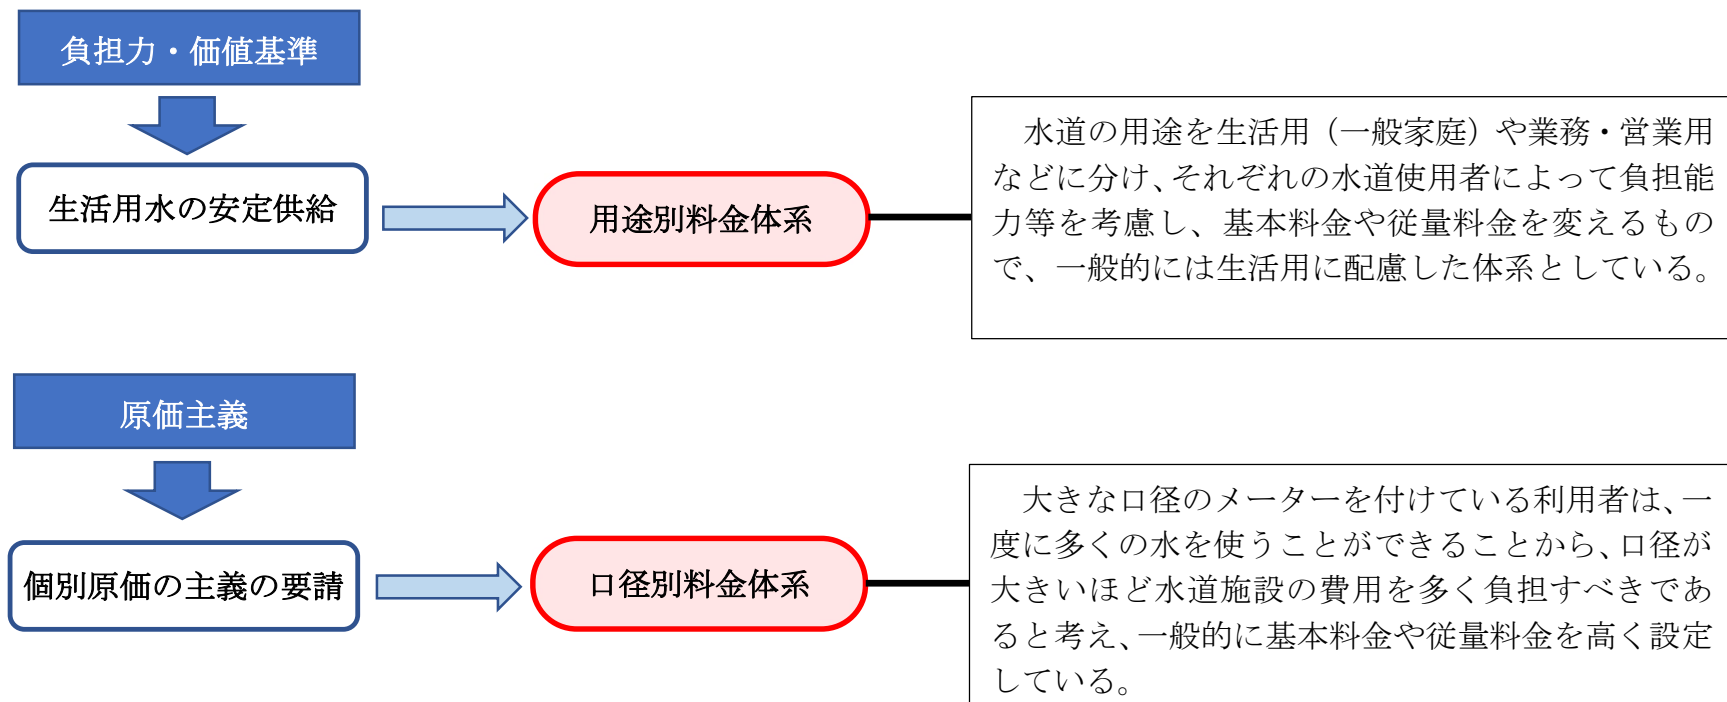 負担力・価値基準
生活用水の安定供給
用途別料金体系
水道の用途を生活用（一般家庭）や業務・営業用
などに分け、それぞれの水道使用者によって負担能
力等を考慮し、基本料金や従量料金を変えるもの
で、一般的には生活用に配慮した体系としている。
原価主義
個別原価の主義の要請
口径別料金体系
大きな口径のメーターを付けている利用者は、一
度に多くの水を使うことができることから、口径が
大きいほど水道施設の費用を多く負担すべきであ
ると考え、一般的に基本料金や従量料金を高く設定
している。